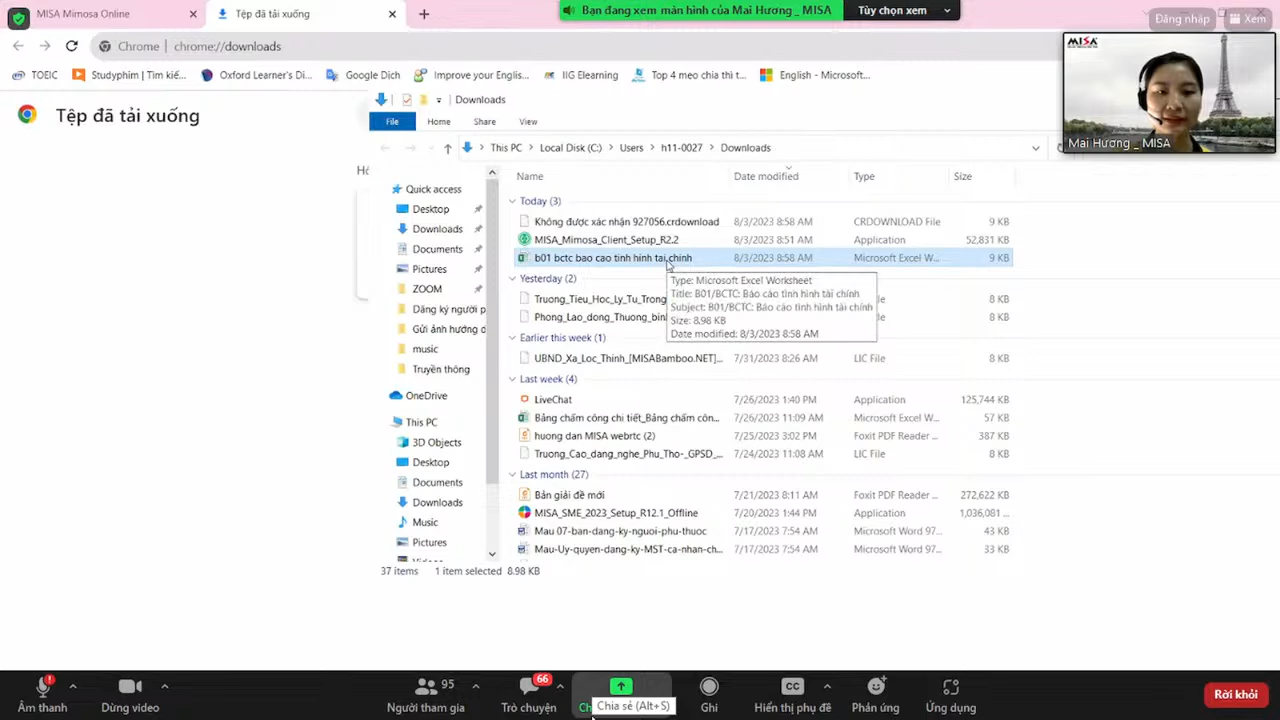 MISA Mimosa Online
Tệp đã tải xuống
Bạn đang xem màn hình của Mai Hương _ MISA
Tùy chọn xem
Đăng nhập
Xem
Chrome | chrome://downloads
TOEIC
Studyphim | Tìm kiế...
Oxford Learner's Di...
Google Dịch
Improve your Englis...
IIG Elearning
Top 4 mẹo chia thì t...
English - Microsoft...
Tệp đã tải xuống
MISA
Mai Hương _ MISA
Downloads
File Home Share View
This PC > Local Disk (C:) > Users > h11-0027 > Downloads
Name Date modified Type Size
Quick access
Desktop
Downloads
Documents
Pictures
ZOOM
Đăng ký người p
Gửi ảnh hướng d
music
Truyền thông
OneDrive
This PC
3D Objects
Desktop
Documents
Downloads
Music
Pictures
Today (3)
Không được xác nhận 927056.crdownload 8/3/2023 8:58 AM CRDOWNLOAD File 9 KB
MISA_Mimosa_Client_Setup_R2.2 8/3/2023 8:51 AM Application 52,831 KB
b01 bctc bao cao tinh hinh tai chinh 8/3/2023 8:58 AM Microsoft Excel W... 9 KB
Yesterday (2)
Truong_Tieu_Hoc_Ly_Tu_Trong 8 KB
Phong_Lao_dong_Thuong_bin 8 KB
Type: Microsoft Excel Worksheet
Title: B01/BCTC: Báo cáo tình hình tài chính
Subject: B01/BCTC: Báo cáo tình hình tài chính
Size: 8.98 KB
Date modified: 8/3/2023 8:58 AM
Earlier this week (1)
UBND_Xa_Loc_Thinh_[MISABamboo.NET]... 7/31/2023 8:26 AM LIC File 8 KB
Last week (4)
LiveChat 7/26/2023 1:40 PM Application 125,744 KB
Bảng chấm công chi tiết_Bảng chấm côn... 7/26/2023 11:09 AM Microsoft Excel W... 57 KB
huong dan MISA webrtc (2) 7/25/2023 3:02 PM Foxit PDF Reader ... 387 KB
Truong_Cao_dang_nghe_Phu_Tho-_GPSD_... 7/24/2023 11:08 AM LIC File 8 KB
Last month (27)
Bản giải đề mới 7/21/2023 8:11 AM Foxit PDF Reader ... 272,622 KB
MISA_SME_2023_Setup_R12.1_Offline 7/20/2023 1:44 PM Application 1,036,081 ...
Mau 07-ban-dang-ky-nguoi-phu-thuoc 7/17/2023 7:54 AM Microsoft Word 97... 43 KB
Mau-Uy-quyen-dang-ky-MST-ca-nhan-ch... 7/17/2023 7:54 AM Microsoft Word 97... 33 KB
37 items 1 item selected 8.98 KB
Âm thanh
Dừng video
95
Người tham gia
66
Trò chuyện
Chia sẻ (Alt+S)
Ghi
CC
Hiển thị phụ đề
Phản ứng
Ứng dụng
Rời khỏi